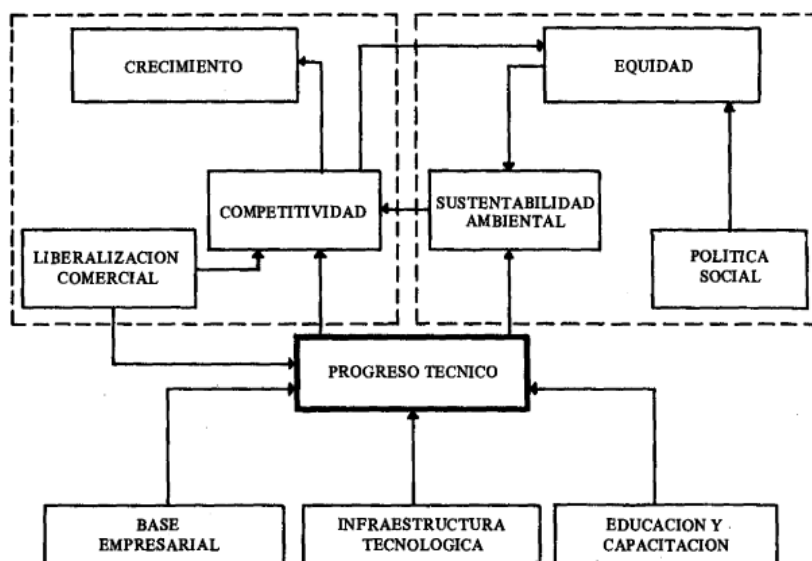 CRECIMIENTO
EQUIDAD
COMPETITIVIDAD
SUSTENTABILIDAD
AMBIENTAL
LIBERALIZACION
COMERCIAL
POLITICA
SOCIAL
PROGRESO TECNICO
BASE
EMPRESARIAL
INFRAESTRUCTURA
TECNOLOGICA
EDUCACION Y
CAPACITACION